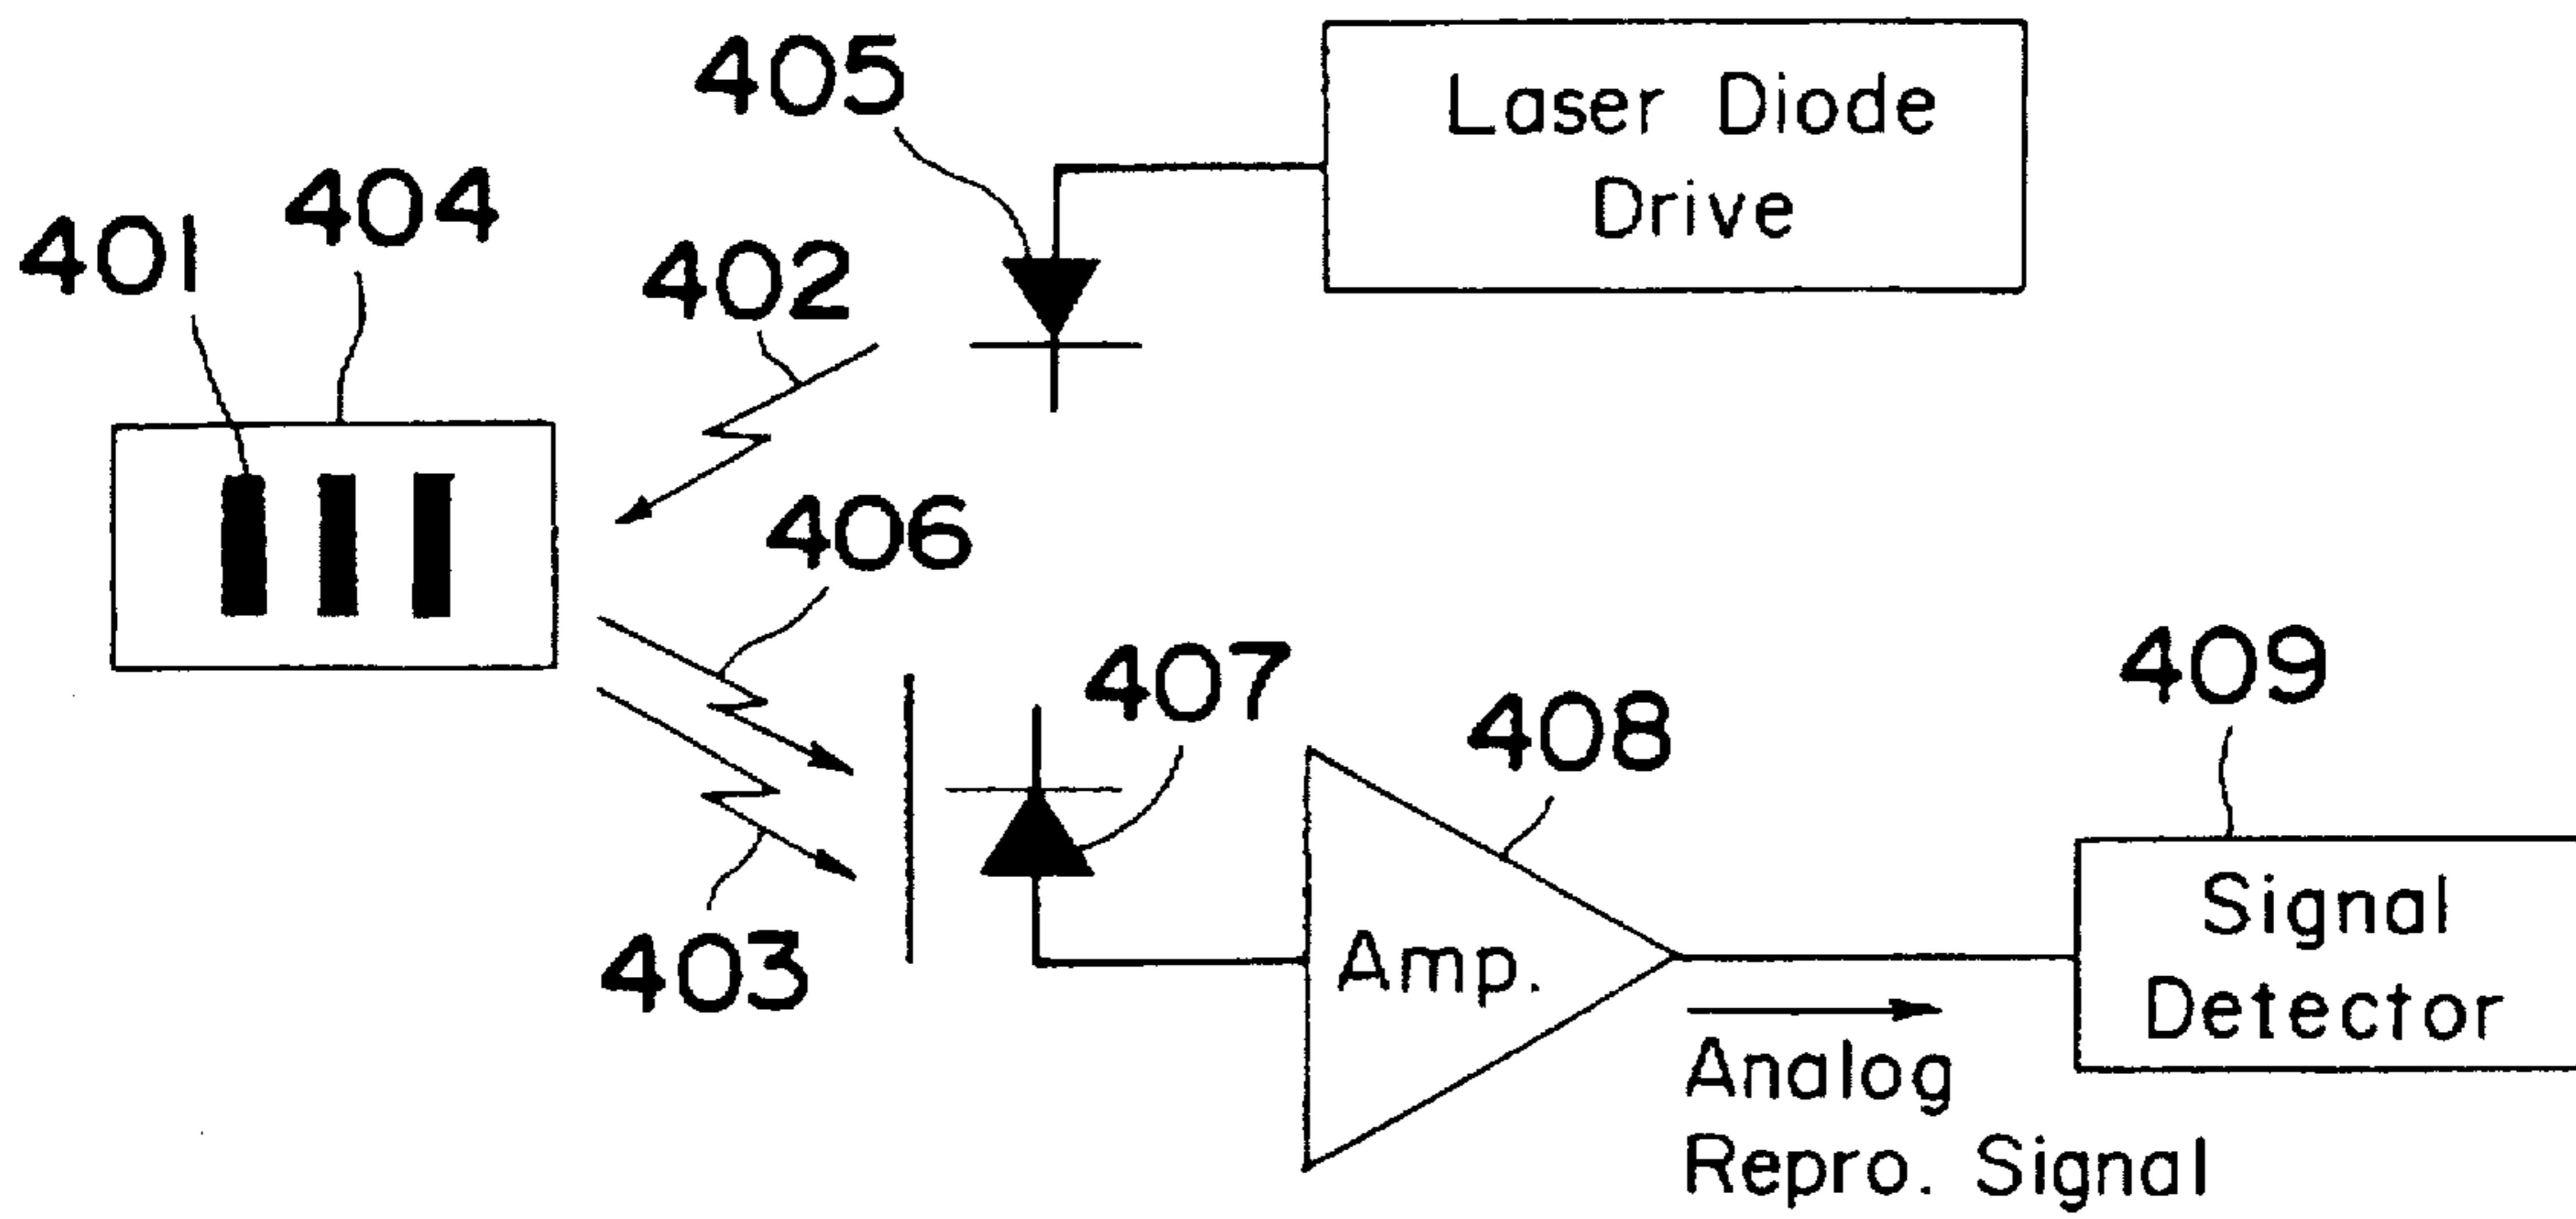 405
Laser Diode
Drive
404
401
402
406
407
408
409
403
Amp.
Signal
Detector
Analog
Repro. Signal